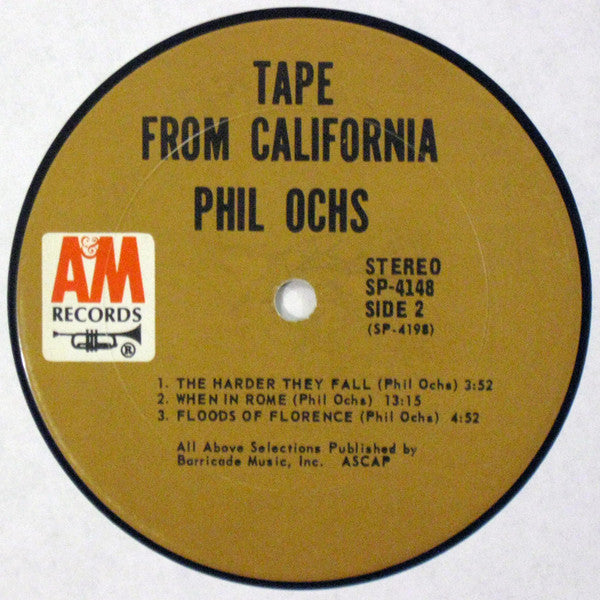 TAPE
FROM CALIFORNIA
PHIL OCHS
A&M
RECORDS
®
STEREO
SP-4148
SIDE 2
(SP-4198)
1. THE HARDER THEY FALL (Phil Ochs) 3:52
2. WHEN IN ROME (Phil Ochs) 13:15
3. FLOODS OF FLORENCE (Phil Ochs) 4:52
All Above Selections Published by
Barricade Music, Inc. ASCAP